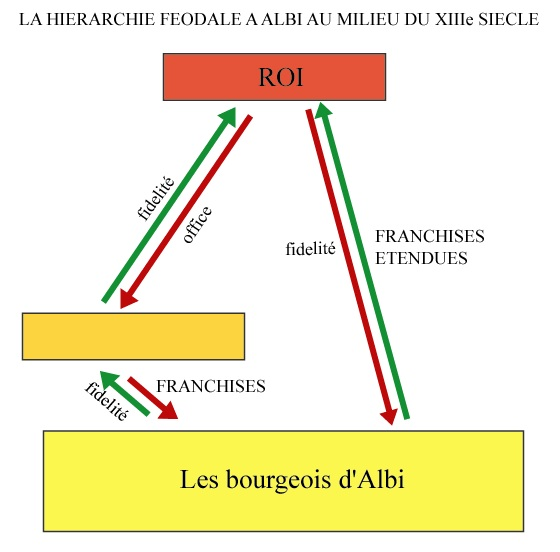 LA HIERARCHIE FEODALE A ALBI AU MILIEU DU XIIIe SIECLE
ROI
fidelité
office
fidelité
FRANCHISES
ETENDUES
fidelité
FRANCHISES
Les bourgeois d'Albi